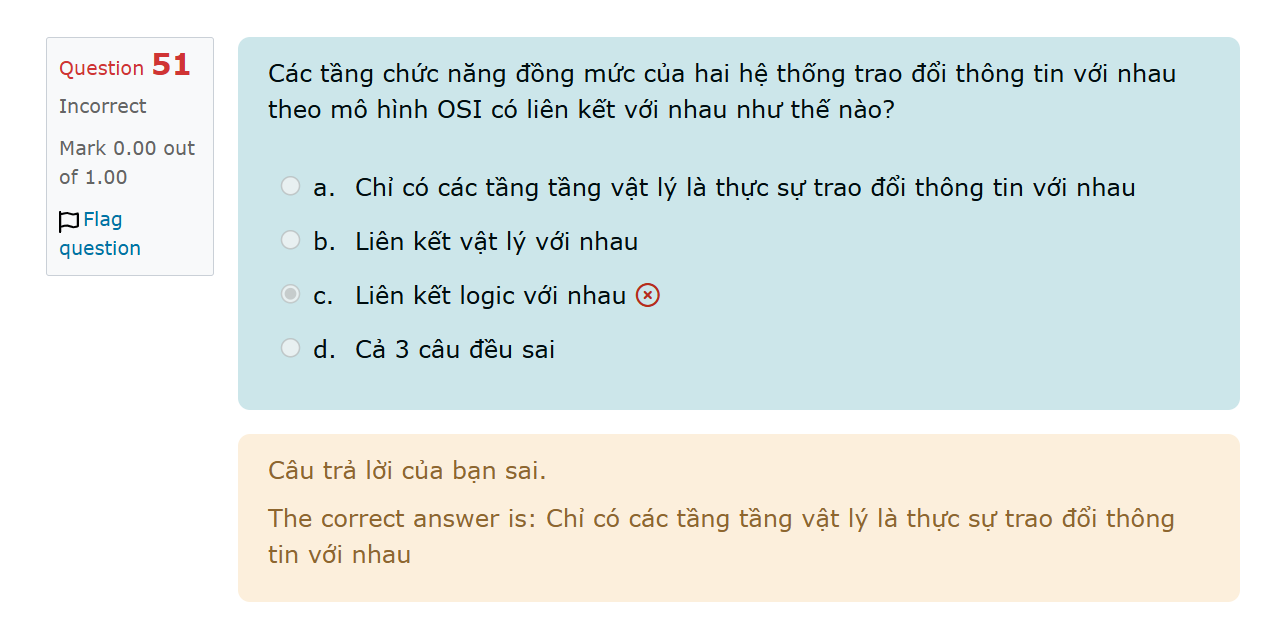 Question 51
Incorrect
Mark 0.00 out
of 1.00
Flag
question
Các tầng chức năng đồng mức của hai hệ thống trao đổi thông tin với nhau
theo mô hình OSI có liên kết với nhau như thế nào?
a. Chỉ có các tầng tầng vật lý là thực sự trao đổi thông tin với nhau
b. Liên kết vật lý với nhau
c. Liên kết logic với nhau
d. Cả 3 câu đều sai
Câu trả lời của bạn sai.
The correct answer is: Chỉ có các tầng tầng vật lý là thực sự trao đổi thông
tin với nhau